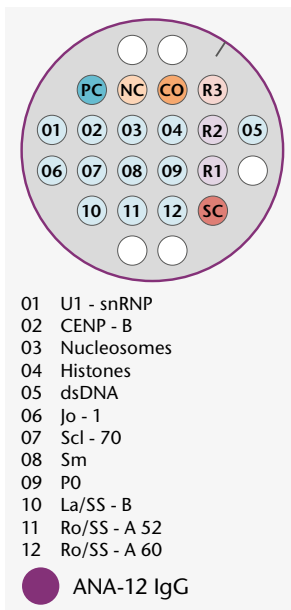 PC NC CO R3
01 02 03 04 R2 05
06 07 08 09 R1
10 11 12 SC
01 U1 - snRNP
02 CENP - B
03 Nucleosomes
04 Histones
05 dsDNA
06 Jo - 1
07 Scl - 70
08 Sm
09 P0
10 La/SS - B
11 Ro/SS - A 52
12 Ro/SS - A 60
ANA-12 IgG